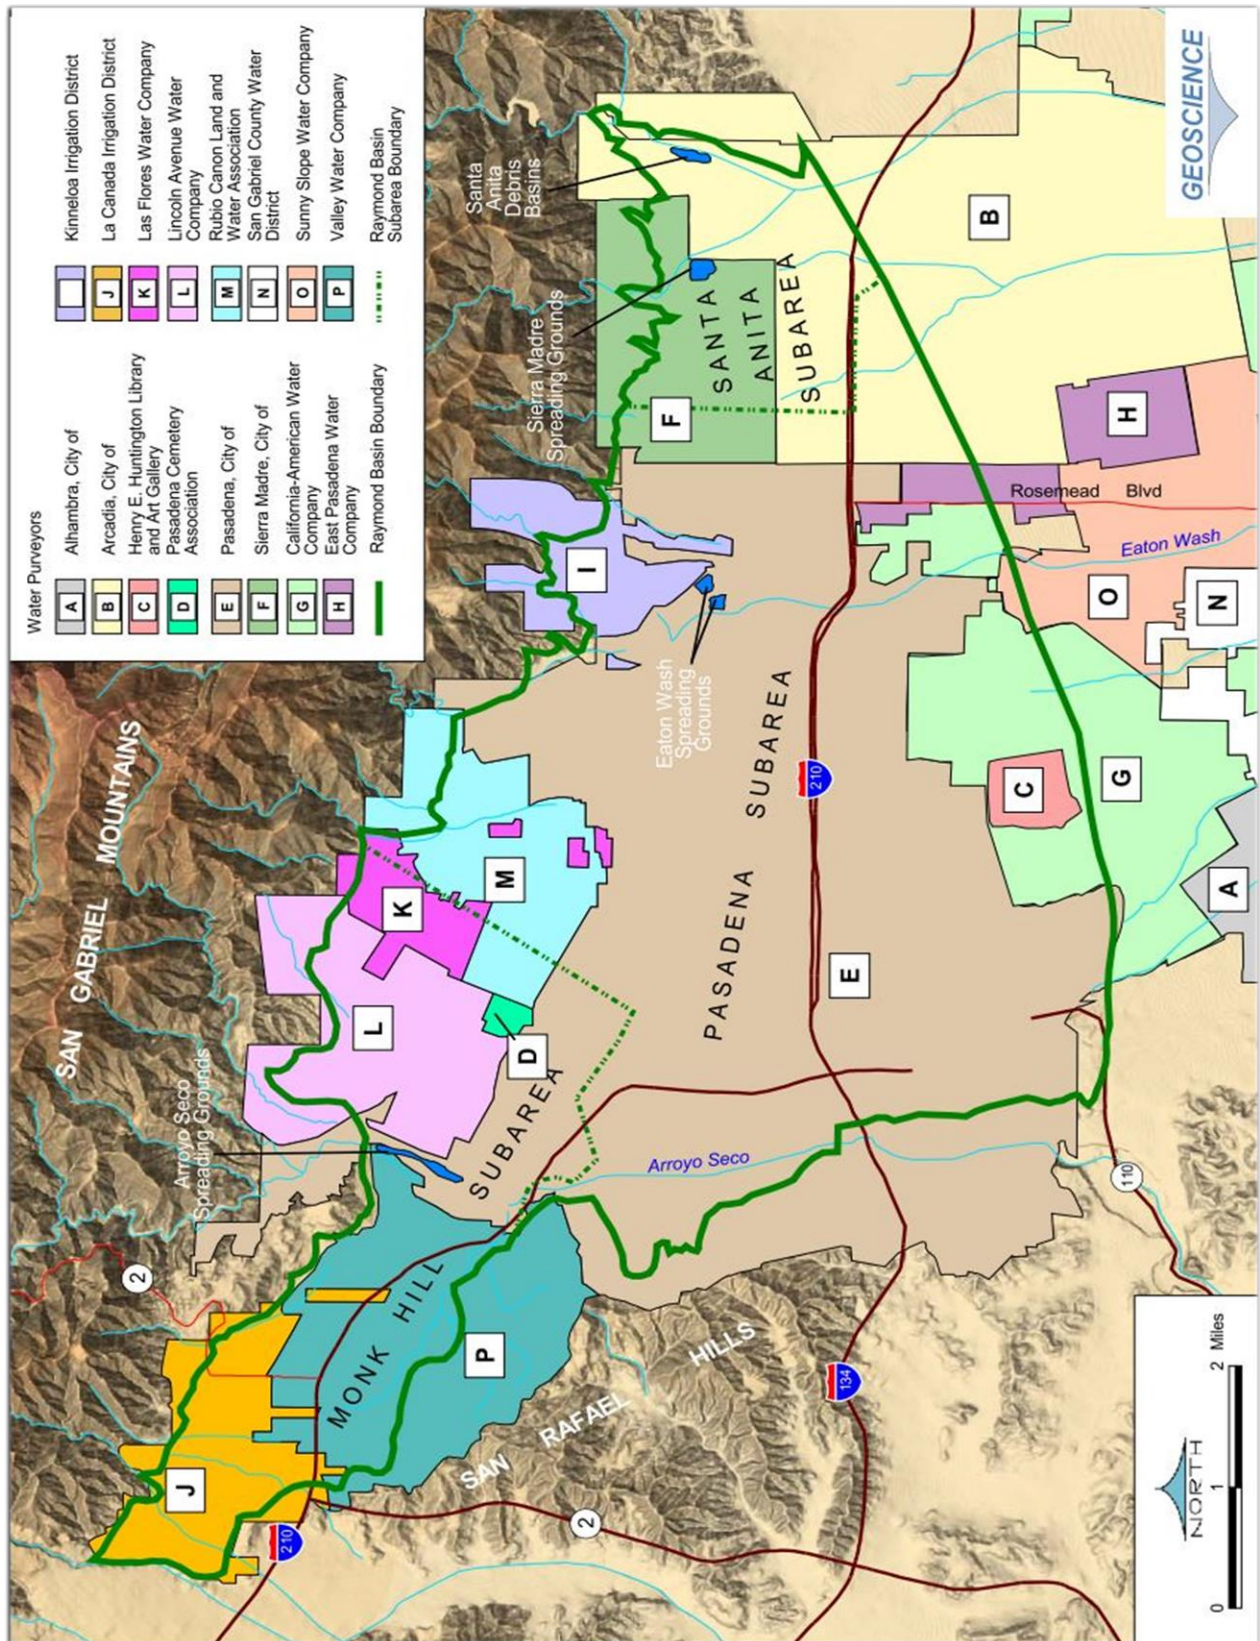 Water Purveyors
A Alhambra, City of
B Arcadia, City of
C Henry E. Huntington Library
and Art Gallery
D Pasadena Cemetery
Association
E Pasadena, City of
F Sierra Madre, City of
G California-American Water
Company
H East Pasadena Water
Company
Raymond Basin Boundary
Kinneloa Irrigation District
J La Canada Irrigation District
K Las Flores Water Company
L Lincoln Avenue Water
Company
M Rubio Canon Land and
Water Association
N San Gabriel County Water
District
O Sunny Slope Water Company
P Valley Water Company
Raymond Basin
Subarea Boundary
SAN GABRIEL MOUNTAINS
Arroyo Seco
Spreading Grounds
2
J
210
L
K
M
D
MONK HILL
SUBAREA
P
SAN RAFAEL HILLS
2
134
Arroyo Seco
110
I
Eaton Wash
Spreading
Grounds
PASADENA SUBAREA
E
210
Sierra Madre
Spreading Grounds
Santa
Anita
Debris
Basins
F
SANTA
ANITA
SUBAREA
B
H
Rosemead Blvd
Eaton Wash
O
N
C
G
A
0 1 2 Miles
NORTH
GEOSCIENCE